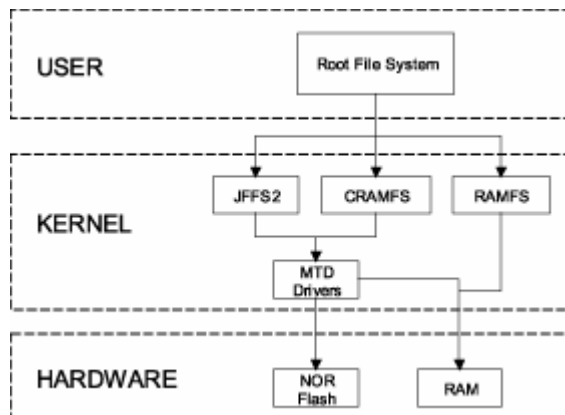 USER
Root File System
JFFS2
CRAMFS
RAMFS
KERNEL
MTD
Drivers
HARDWARE
NOR
Flash
RAM